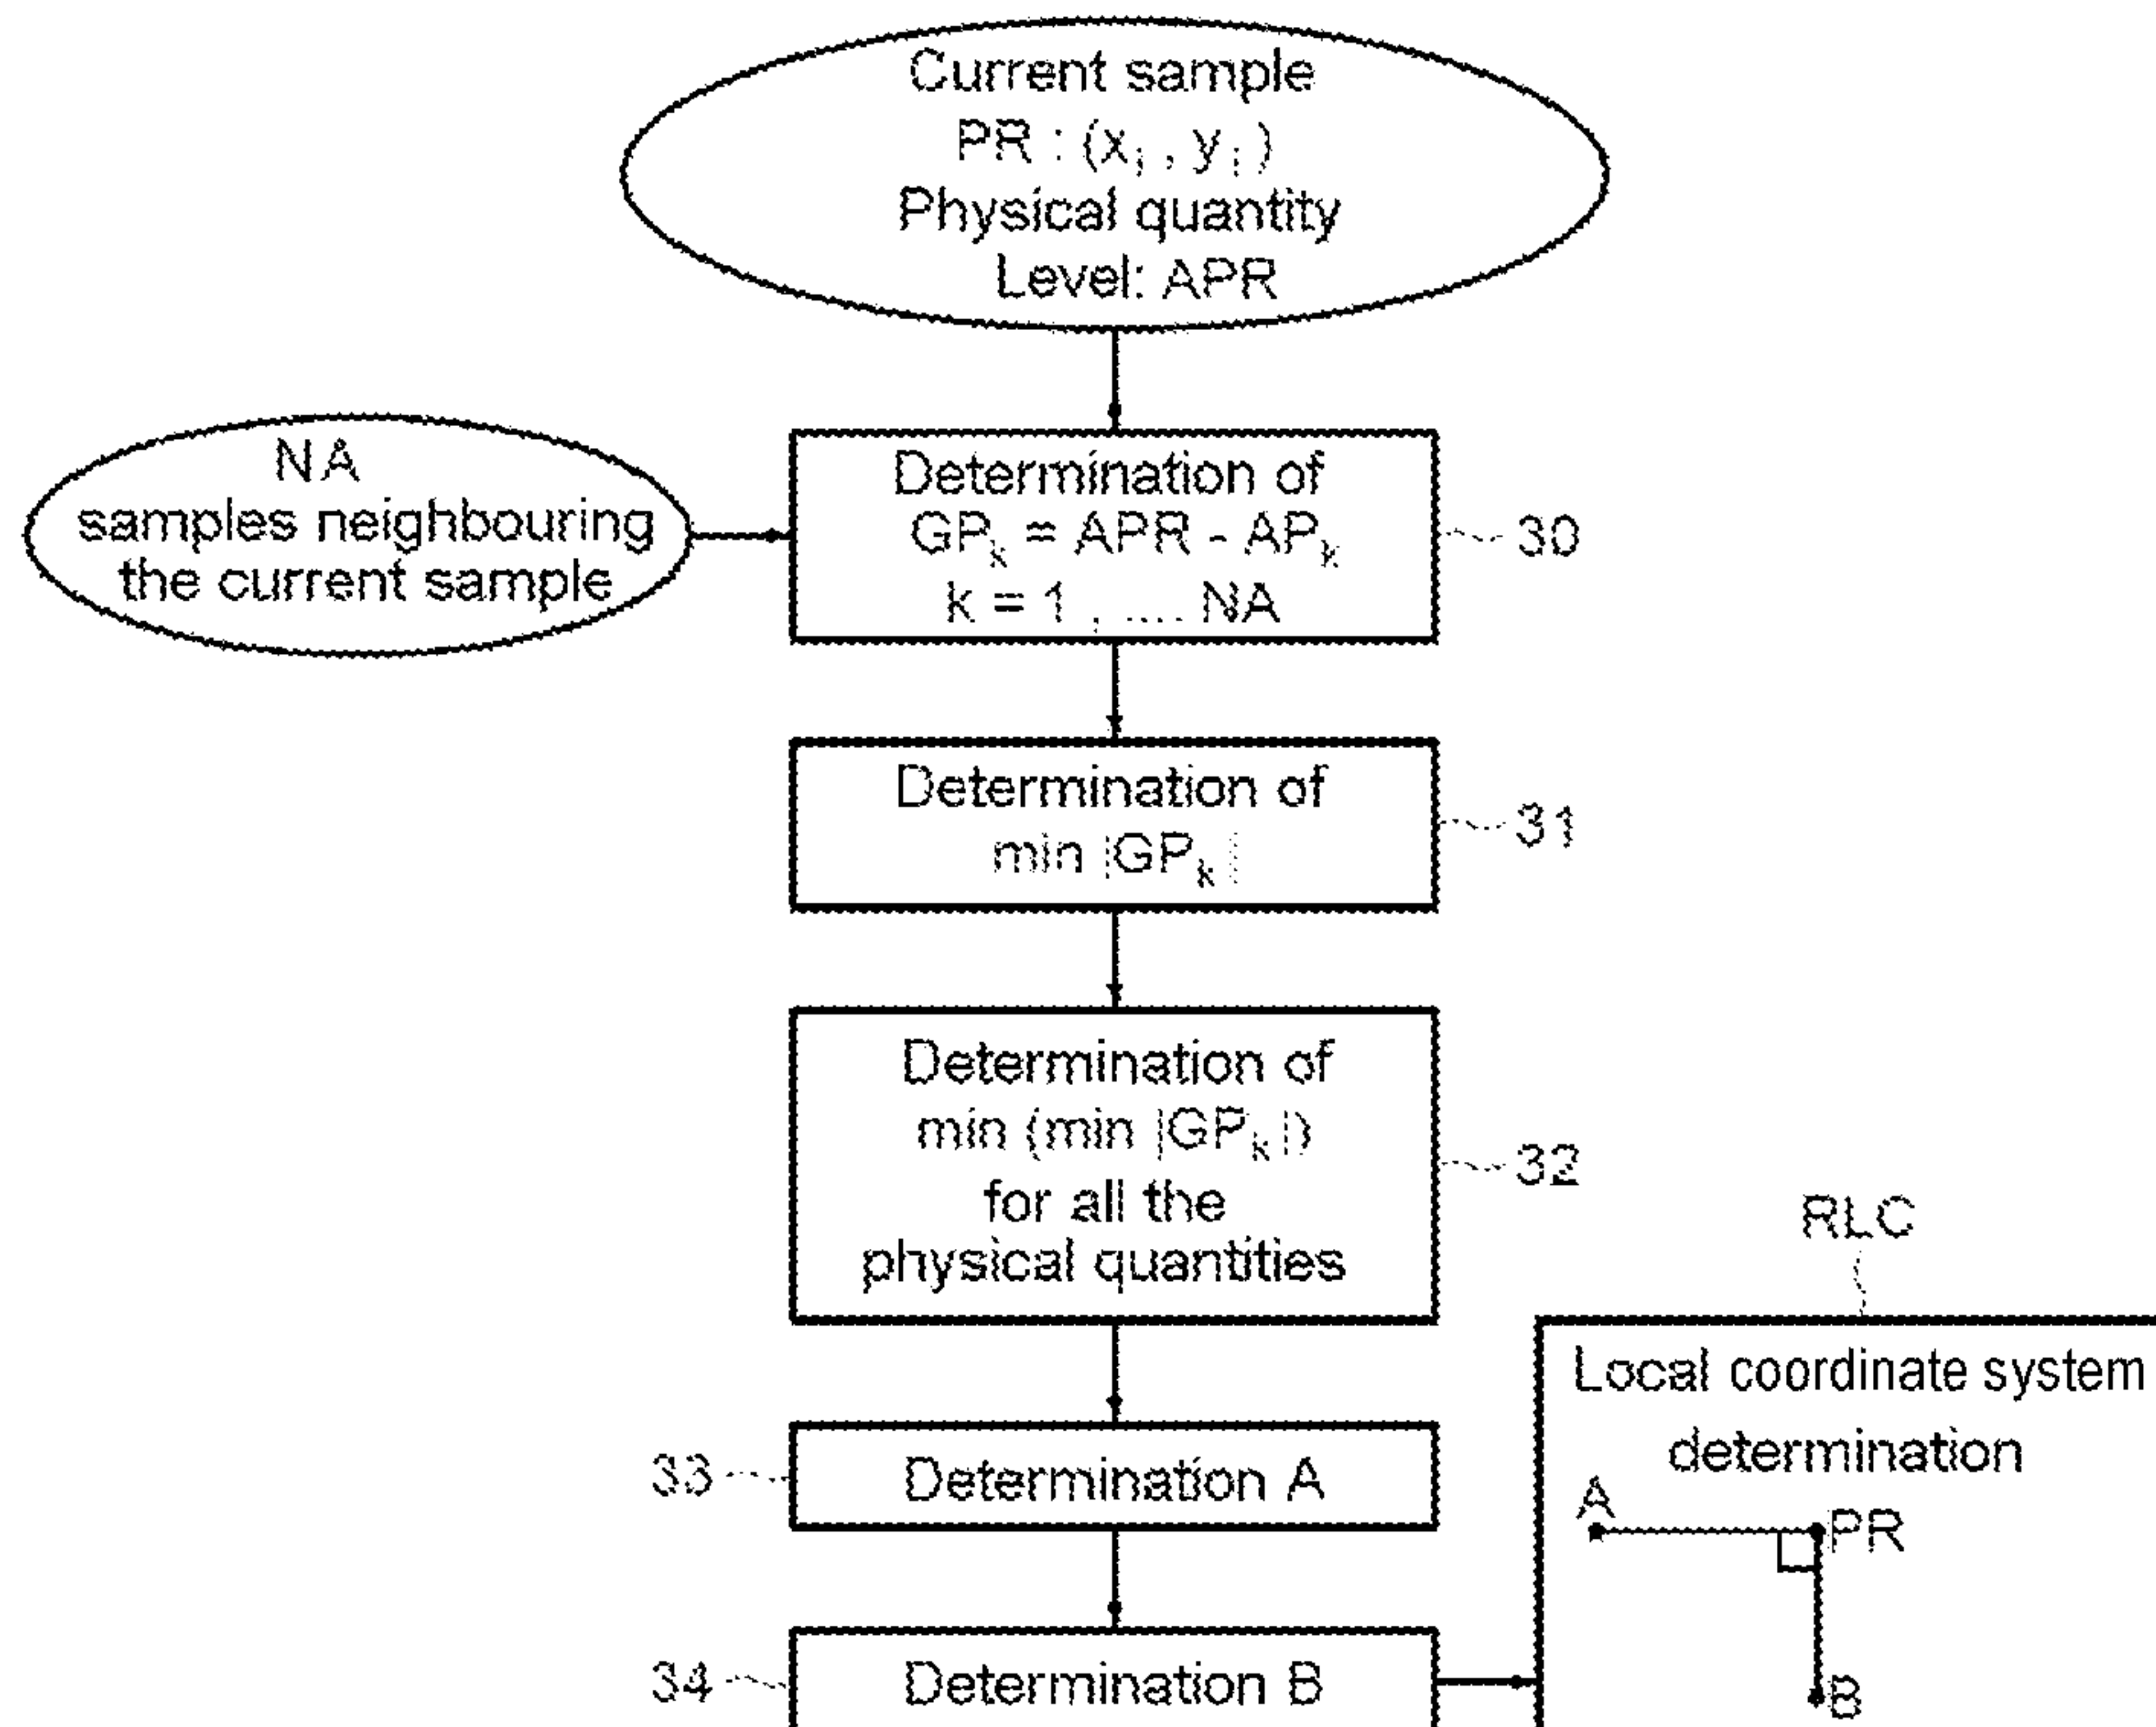 Current sample
PR : (xᵢ , yᵢ)
Physical quantity
Level: APR
NA
samples neighbouring
the current sample
Determination of
GPₖ = APR - APₖ
k = 1 , .... NA
30
Determination of
min |GPₖ|
31
Determination of
min (min |GPₖ|)
for all the
physical quantities
32
33
Determination A
34
Determination B
RLC
Local coordinate system
determination
A
PR
B